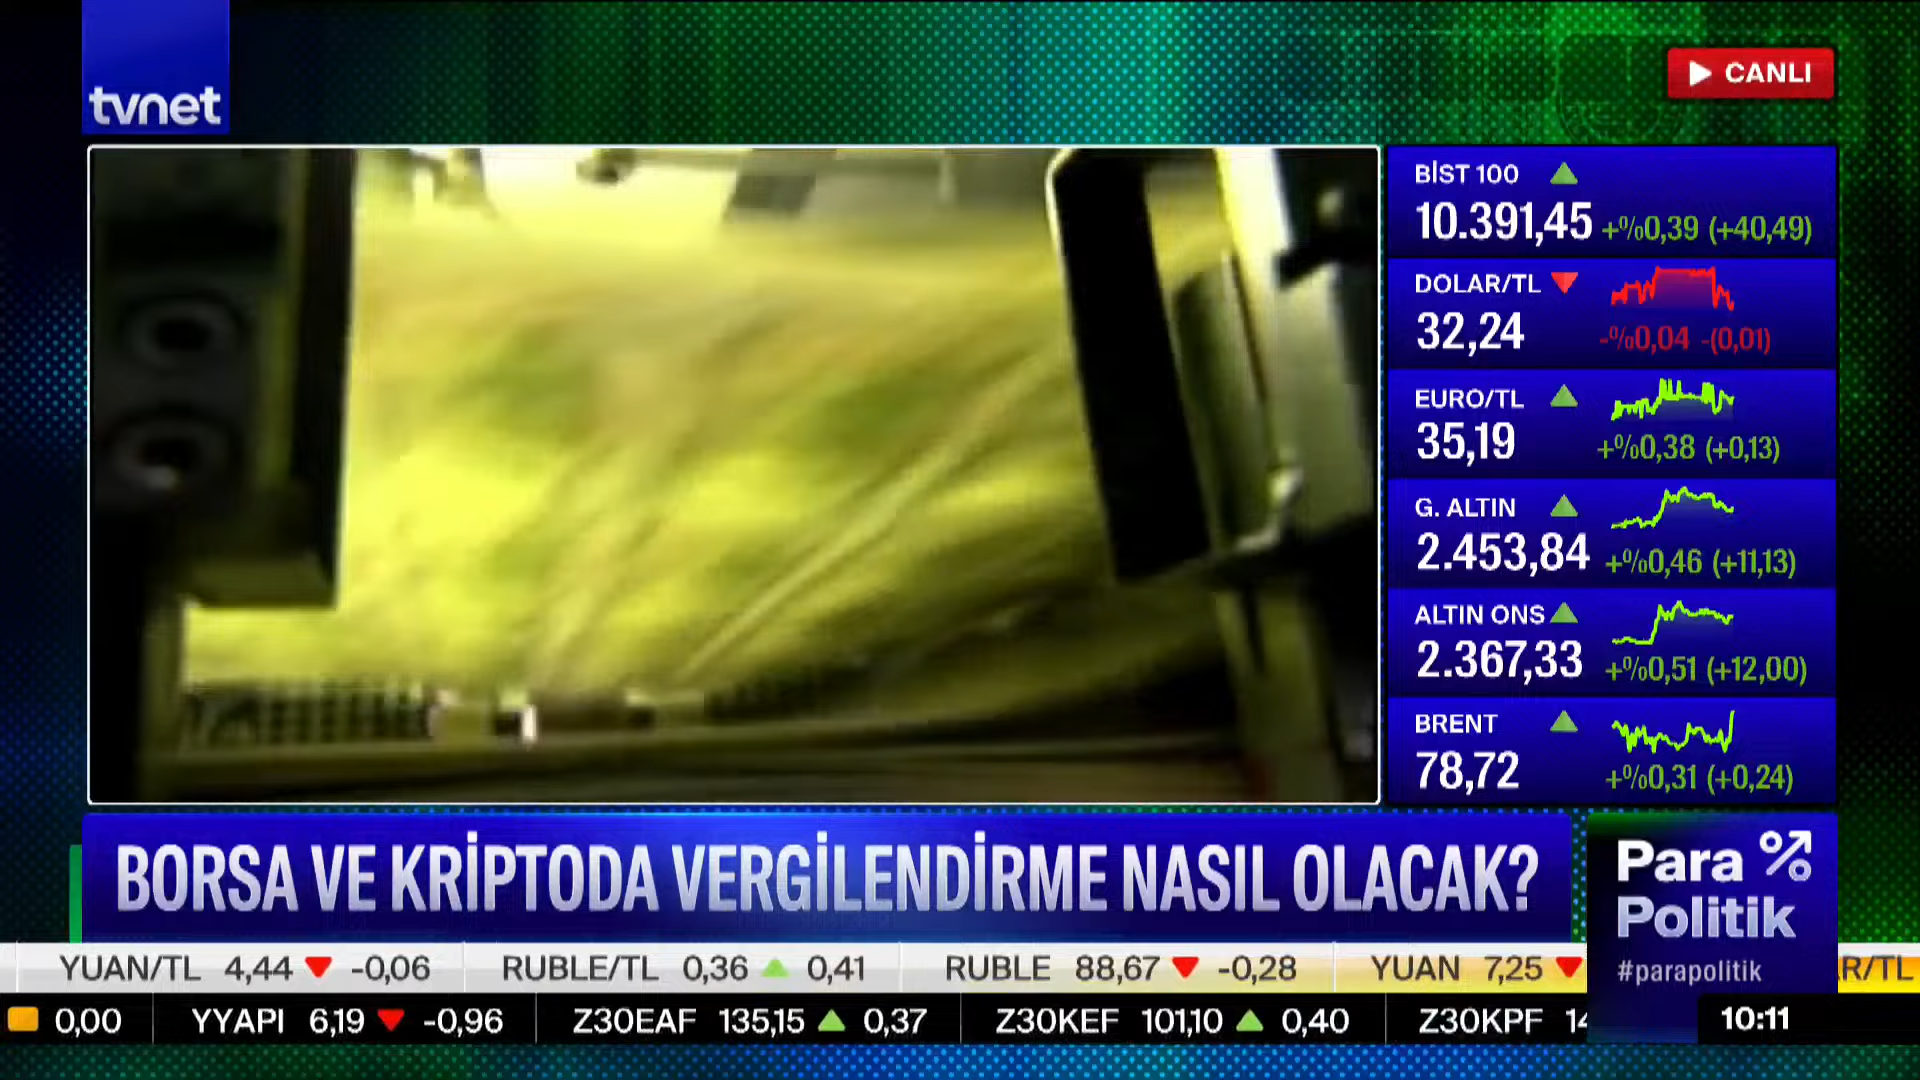 tvnet
CANLI
BİST 100
10.391,45 +%0,39 (+40,49)
DOLAR/TL
32,24 -%0,04 -(0,01)
EURO/TL
35,19 +%0,38 (+0,13)
G. ALTIN
2.453,84 +%0,46 (+11,13)
ALTIN ONS
2.367,33 +%0,51 (+12,00)
BRENT
78,72 +%0,31 (+0,24)
BORSA VE KRİPTODA VERGİLENDİRME NASIL OLACAK?
Para %
Politik
#parapolitik
YUAN/TL 4,44 -0,06 RUBLE/TL 0,36 0,41 RUBLE 88,67 -0,28 YUAN 7,25 R/TL
0,00 YYAPI 6,19 -0,96 Z30EAF 135,15 0,37 Z30KEF 101,10 0,40 Z30KPF
10:11